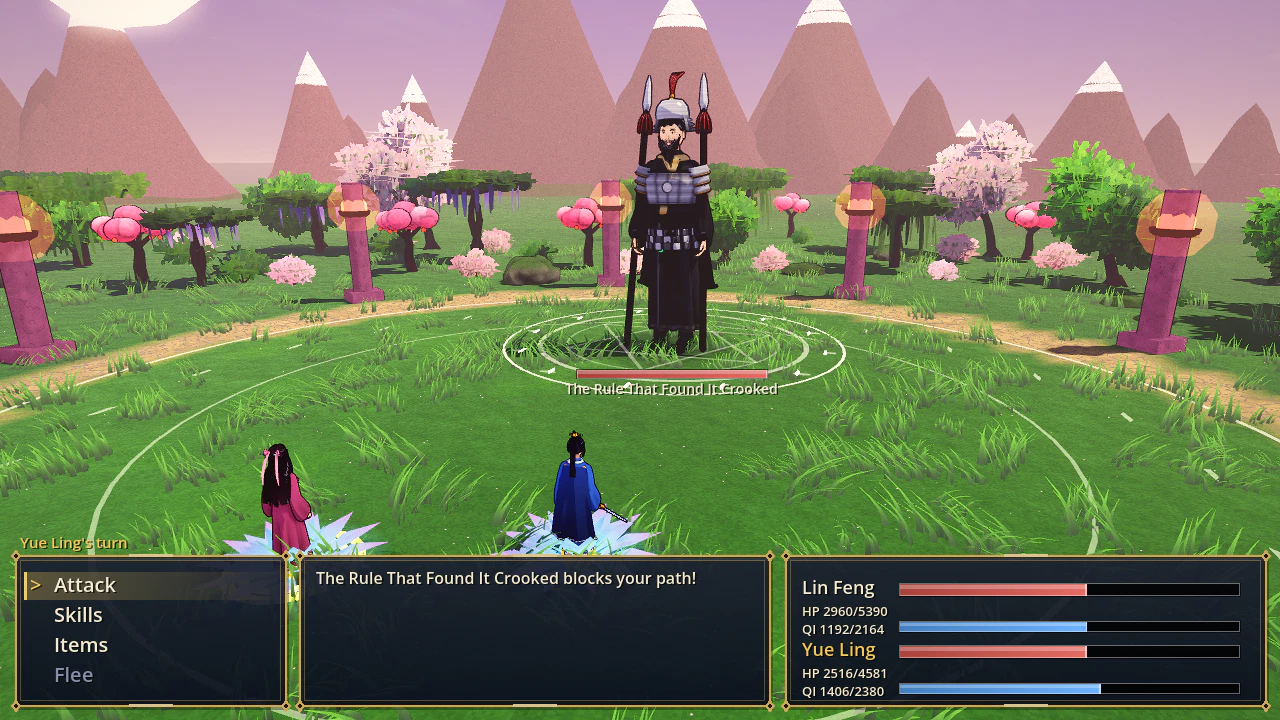 The Rule That Found It Crooked
Yue Ling's turn
> Attack
Skills
Items
Flee
The Rule That Found It Crooked blocks your path!
Lin Feng
HP 2960/5390
QI 1192/2164
Yue Ling
HP 2516/4581
QI 1406/2380